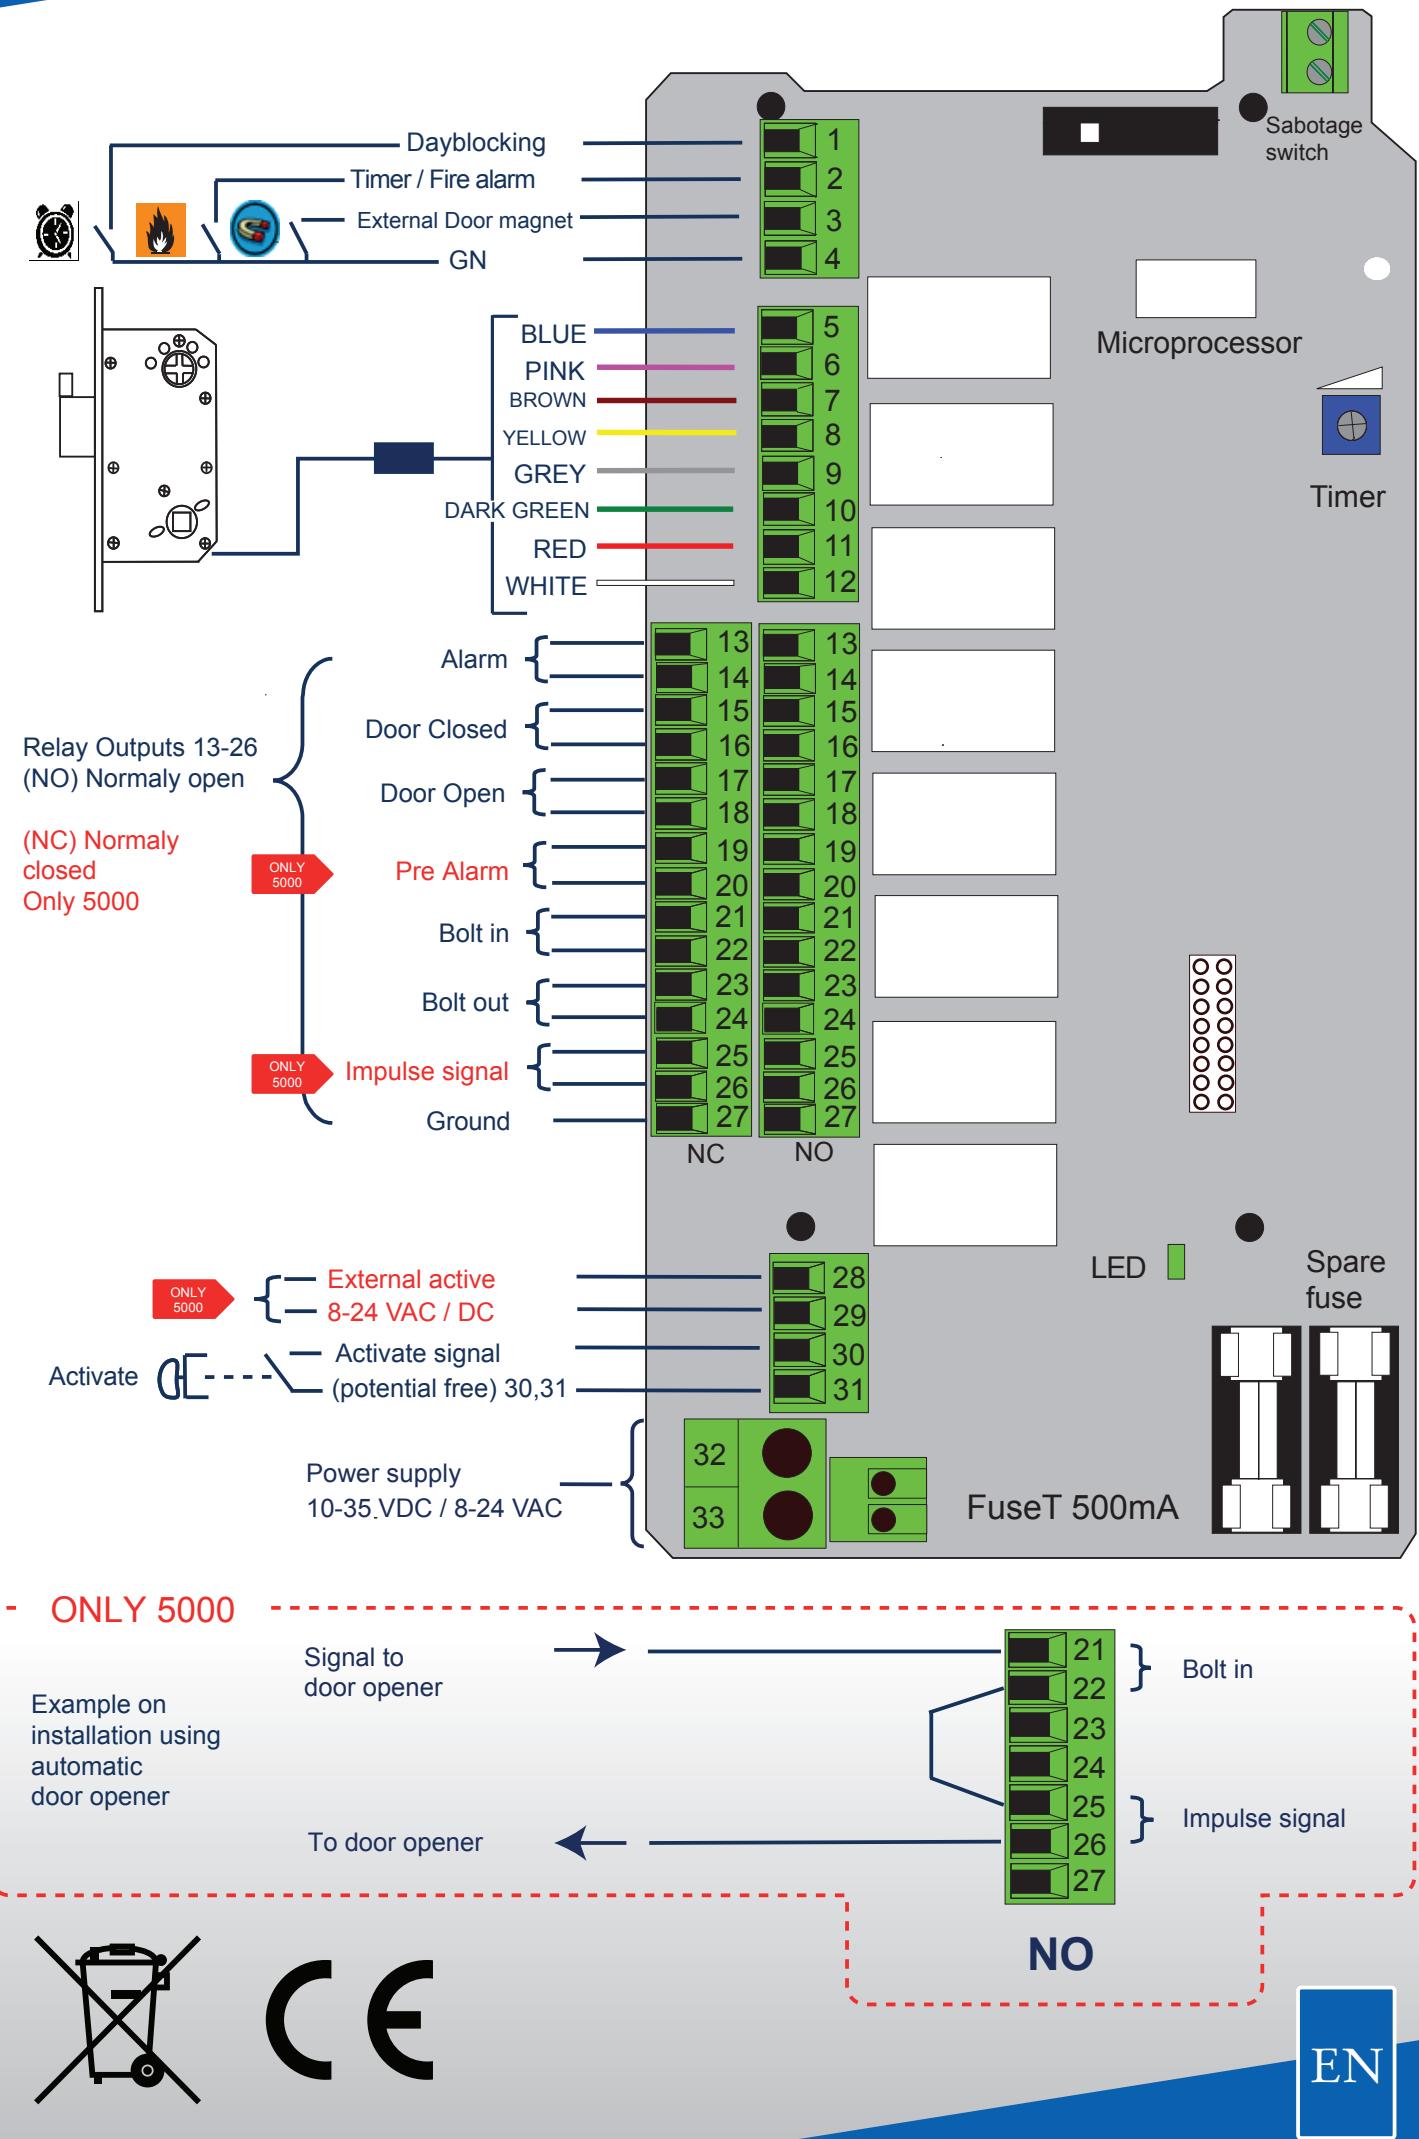 Sabotage
switch
Dayblocking
1
Timer / Fire alarm
2
External Door magnet
3
GN
4
Microprocessor
Timer
BLUE
5
PINK
6
BROWN
7
YELLOW
8
GREY
9
DARK GREEN
10
RED
11
WHITE
12
Relay Outputs 13-26
(NO) Normaly open
(NC) Normaly
closed
Only 5000
ONLY
5000
ONLY
5000
Alarm
13 13
14 14
Door Closed
15 15
16 16
Door Open
17 17
18 18
Pre Alarm
19 19
20 20
Bolt in
21 21
22 22
Bolt out
23 23
24 24
Impulse signal
25 25
26 26
Ground
27 27
NC NO
LED
Spare
fuse
ONLY
5000
External active
28
8-24 VAC / DC
29
Activate
Activate signal
30
(potential free) 30,31
31
Power supply
10-35 VDC / 8-24 VAC
32
33
FuseT 500mA
ONLY 5000
Example on
installation using
automatic
door opener
Signal to
door opener
To door opener
21
22
23
24
25
26
27
Bolt in
Impulse signal
NO
CE
EN